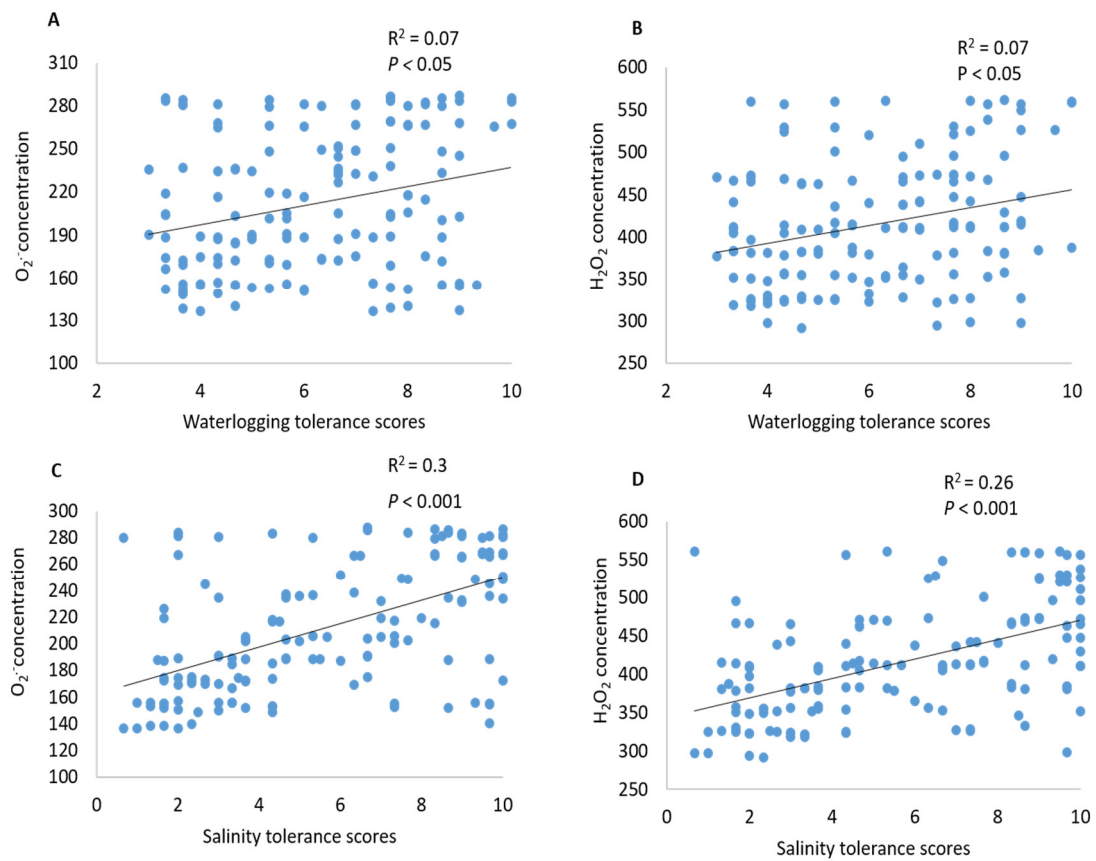 A
R² = 0.07
P < 0.05
310
280
250
220
190
160
130
100
O₂·⁻concentration
2
4
6
8
10
Waterlogging tolerance scores
B
R² = 0.07
P < 0.05
600
550
500
450
400
350
300
250
H₂O₂ concentration
2
4
6
8
10
Waterlogging tolerance scores
C
R² = 0.3
P < 0.001
300
280
260
240
220
200
180
160
140
120
100
O₂·⁻concentration
0
2
4
6
8
10
Salinity tolerance scores
D
R² = 0.26
P < 0.001
600
550
500
450
400
350
300
250
H₂O₂ concentration
0
2
4
6
8
10
Salinity tolerance scores